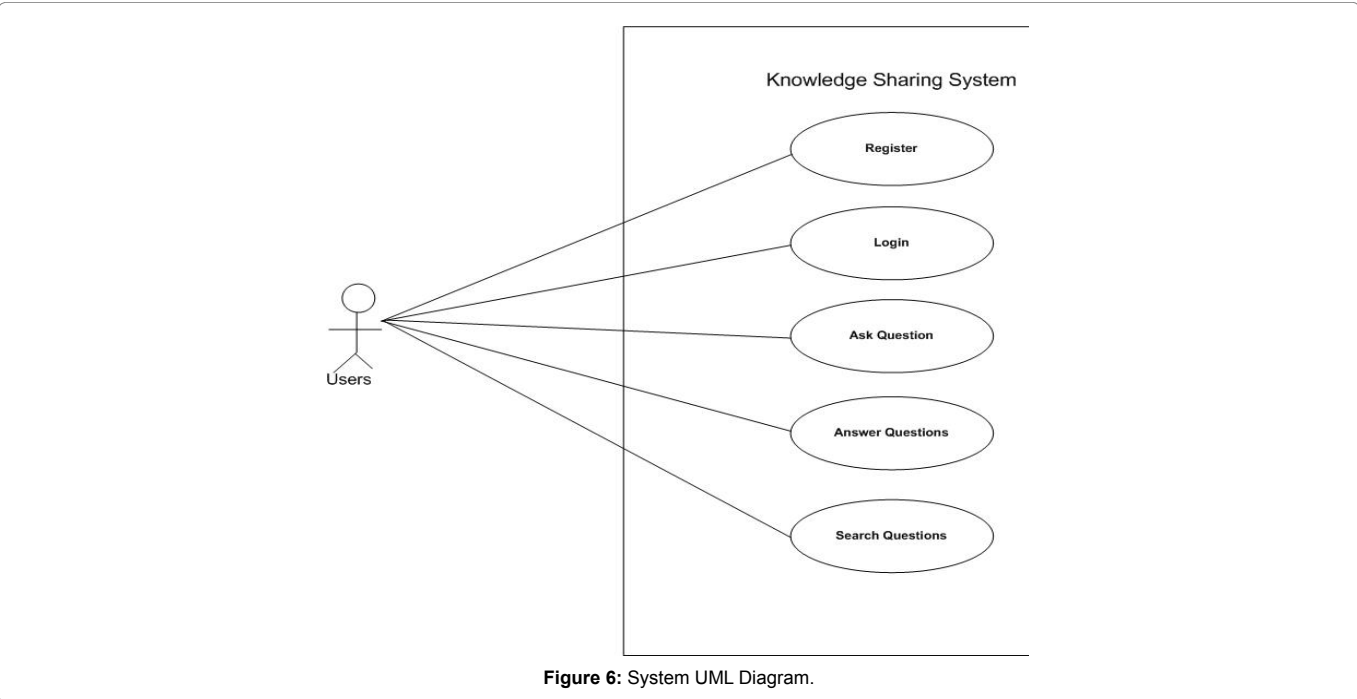 Knowledge Sharing System
Register
Login
Ask Question
Users
Answer Questions
Search Questions
Figure 6: System UML Diagram.